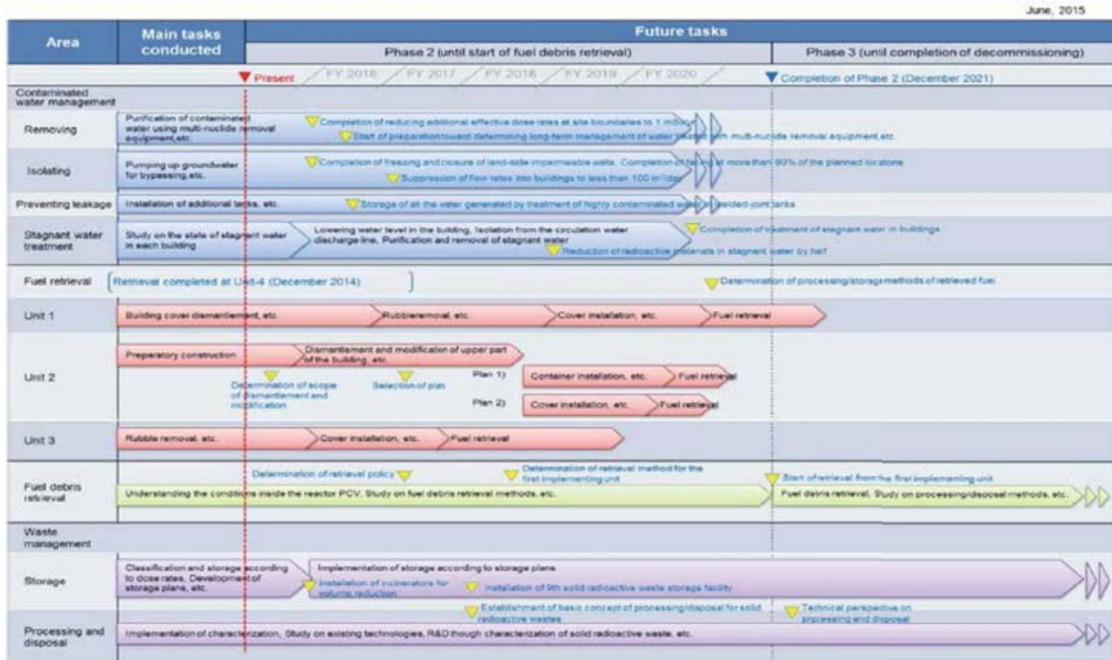 June, 2015
Area
Main tasks
conducted
Future tasks
Phase 2 (until start of fuel debris retrieval)
Phase 3 (until completion of decommissioning)
Present
FY 2016
FY 2017
FY 2018
FY 2019
FY 2020
Completion of Phase 2 (December 2021)
Contaminated
water management
Removing
Purification of contaminated
water using multi-nuclide removal
equipment,etc.
Completion of reducing additional effective dose rates at site boundaries to 1
Start of preparation toward determining long-term management of water treated with multi-nuclide removal equipment,etc.
Isolating
Pumping up groundwater
for bypassing,etc.
Completion of freezing and closure of land-side impermeable walls. Completion of at more than 90% of the planned locations
Suppression of flow rates into buildings to less than 100 m³/day
Preventing leakage
Installation of additional tanks, etc.
Storage of all the water generated by treatment of highly contaminated water tanks
Stagnant water
treatment
Study on the state of stagnant water
in each building
Lowering water level in the building, Isolation from the circulation water
discharge line, Purification and removal of stagnant water
Completion of treatment of stagnant water in buildings
Reduction of radioactive materials in stagnant water by half
Fuel retrieval
Retrieval completed at Unit-4 (December 2014)
Determination of processing/storage methods of retrieved fuel
Unit 1
Building cover dismantlement, etc.
Rubbleremoval, etc.
Cover installation, etc.
Fuel retrieval
Unit 2
Preparatory construction
Dismantlement and modification of upper part
of the building, etc.
Determination of scope
of dismantlement and
modification
Selection of plan
Plan 1)
Container installation, etc.
Fuel retrieval
Plan 2)
Cover installation, etc.
Fuel retrieval
Unit 3
Rubble removal, etc.
Cover installation, etc.
Fuel retrieval
Fuel debris
retrieval
Determination of retrieval policy
Determination of retrieval method for the
first implementing unit
Start of retrieval from the first implementing unit
Understanding the conditions inside the reactor PCV. Study on fuel debris retrieval methods, etc.
Fuel debris retrieval, Study on processing/disposal methods, etc.
Waste
management
Storage
Classification and storage according
to dose rates, Development of
storage plans, etc.
Implementation of storage according to storage plans
Installation of incinerators for
volume reduction
Installation of 9th solid radioactive waste storage facility
Processing and
disposal
Establishment of basic concept of processing/disposal for solid
radioactive wastes
Technical perspective on
processing and disposal
Implementation of characterization, Study on existing technologies, R&D though characterization of solid radioactive waste, etc.